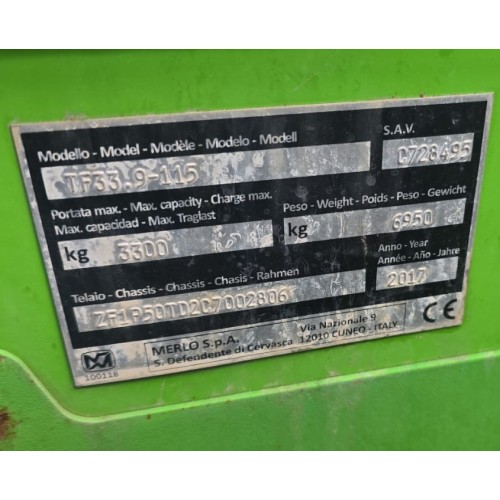 Modello - Model - Modèle - Modelo - Modell
S.A.V.
TF33.9-115
C728495
Portata max. - Max. capacity - Charge max.
Max. capacidad - Max. Traglast
Peso - Weight - Poids - Peso - Gewicht
kg 3300
kg 6950
Telaio - Chassis - Chassis - Chasis - Rahmen
Anno - Year
Année - Año - Jahre
ZF1P50TD2C7002806
2017
MERLO S.p.A.
S. Defendente di Cervasca
Via Nazionale 9
12010 CUNEO - ITALY
100118
CE